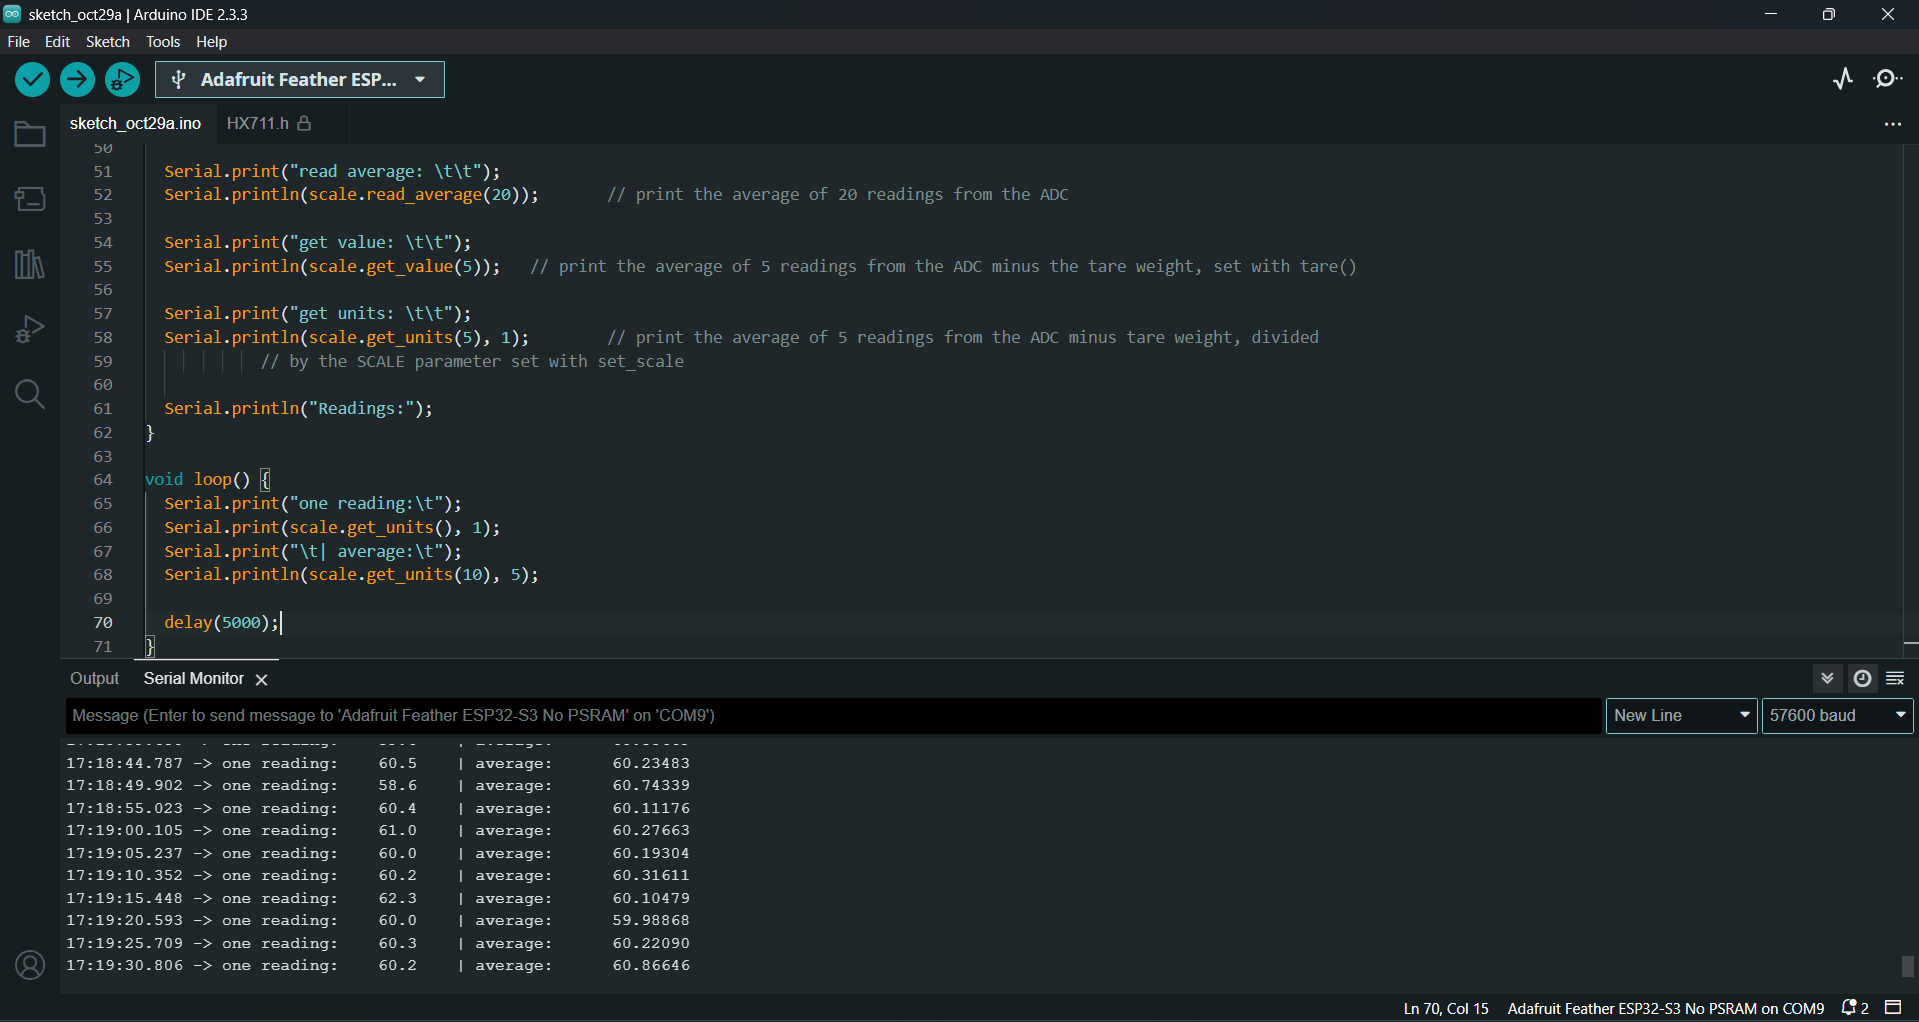 sketch_oct29a | Arduino IDE 2.3.3
File Edit Sketch Tools Help
Adafruit Feather ESP...
sketch_oct29a.ino HX711.h
50
51 Serial.print("read average: \t\t");
52 Serial.println(scale.read_average(20)); // print the average of 20 readings from the ADC
53
54 Serial.print("get value: \t\t");
55 Serial.println(scale.get_value(5)); // print the average of 5 readings from the ADC minus the tare weight, set with tare()
56
57 Serial.print("get units: \t\t");
58 Serial.println(scale.get_units(5), 1); // print the average of 5 readings from the ADC minus tare weight, divided
59 // by the SCALE parameter set with set_scale
60
61 Serial.println("Readings:");
62 }
63
64 void loop() {
65 Serial.print("one reading:\t");
66 Serial.print(scale.get_units(), 1);
67 Serial.print("\t| average:\t");
68 Serial.println(scale.get_units(10), 5);
69
70 delay(5000);
71 }
Output Serial Monitor
Message (Enter to send message to 'Adafruit Feather ESP32-S3 No PSRAM' on 'COM9') New Line 57600 baud
17:18:44.787 -> one reading: 60.5 | average: 60.23483
17:18:49.902 -> one reading: 58.6 | average: 60.74339
17:18:55.023 -> one reading: 60.4 | average: 60.11176
17:19:00.105 -> one reading: 61.0 | average: 60.27663
17:19:05.237 -> one reading: 60.0 | average: 60.19304
17:19:10.352 -> one reading: 60.2 | average: 60.31611
17:19:15.448 -> one reading: 62.3 | average: 60.10479
17:19:20.593 -> one reading: 60.0 | average: 59.98868
17:19:25.709 -> one reading: 60.3 | average: 60.22090
17:19:30.806 -> one reading: 60.2 | average: 60.86646
Ln 70, Col 15 Adafruit Feather ESP32-S3 No PSRAM on COM9 2